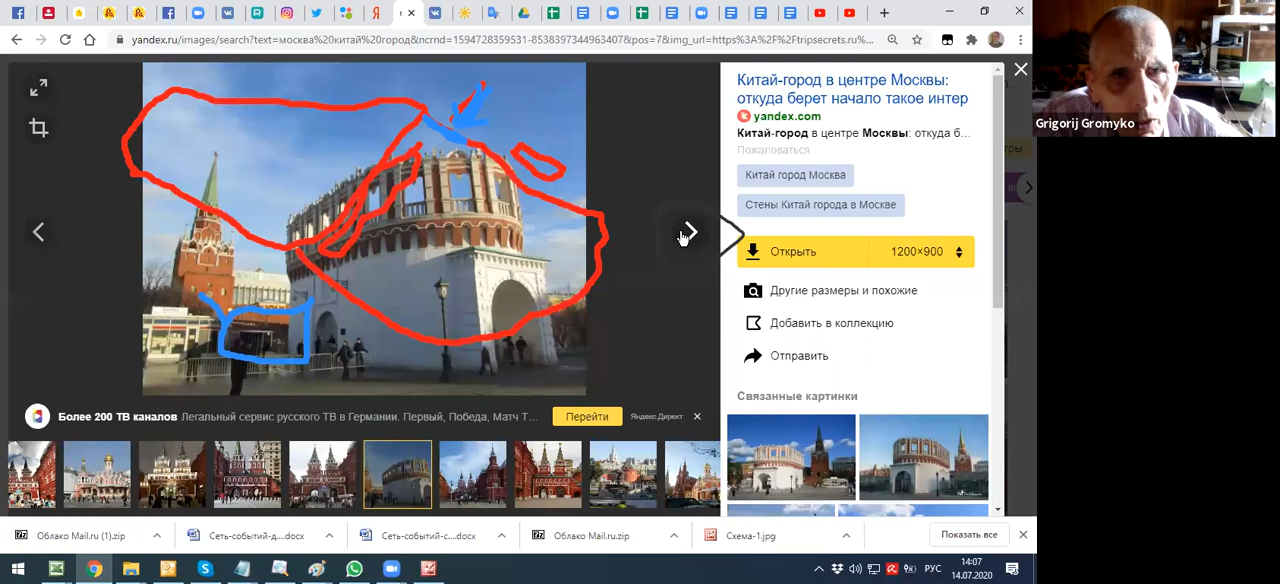 yandex.ru/images/search?text=москва%20китай%20город&ncrnd=1594728359531-8538397344963407&pos=7&img_url=https%3A%2F%2Ftripsecrets.ru%...
Grigorij Gromyko
Китай-город в центре Москвы:
откуда берет начало такое интер
yandex.com
Китай-город в центре Москвы: откуда б...
Пожаловаться
Китай город Москва
Стены Китай города в Москве
Открыть 1200×900
Другие размеры и похожие
Добавить в коллекцию
Отправить
Связанные картинки
Более 200 ТВ каналов Легальный сервис русского ТВ в Германии. Первый, Победа, Матч Т...
Перейти
Яндекс.Директ
Облако Mail.ru (1).zip
Сеть-событий-д....docx
Сеть-событий-с....docx
Облако Mail.ru.zip
Схема-1.jpg
Показать все
РУС
14:07
14.07.2020